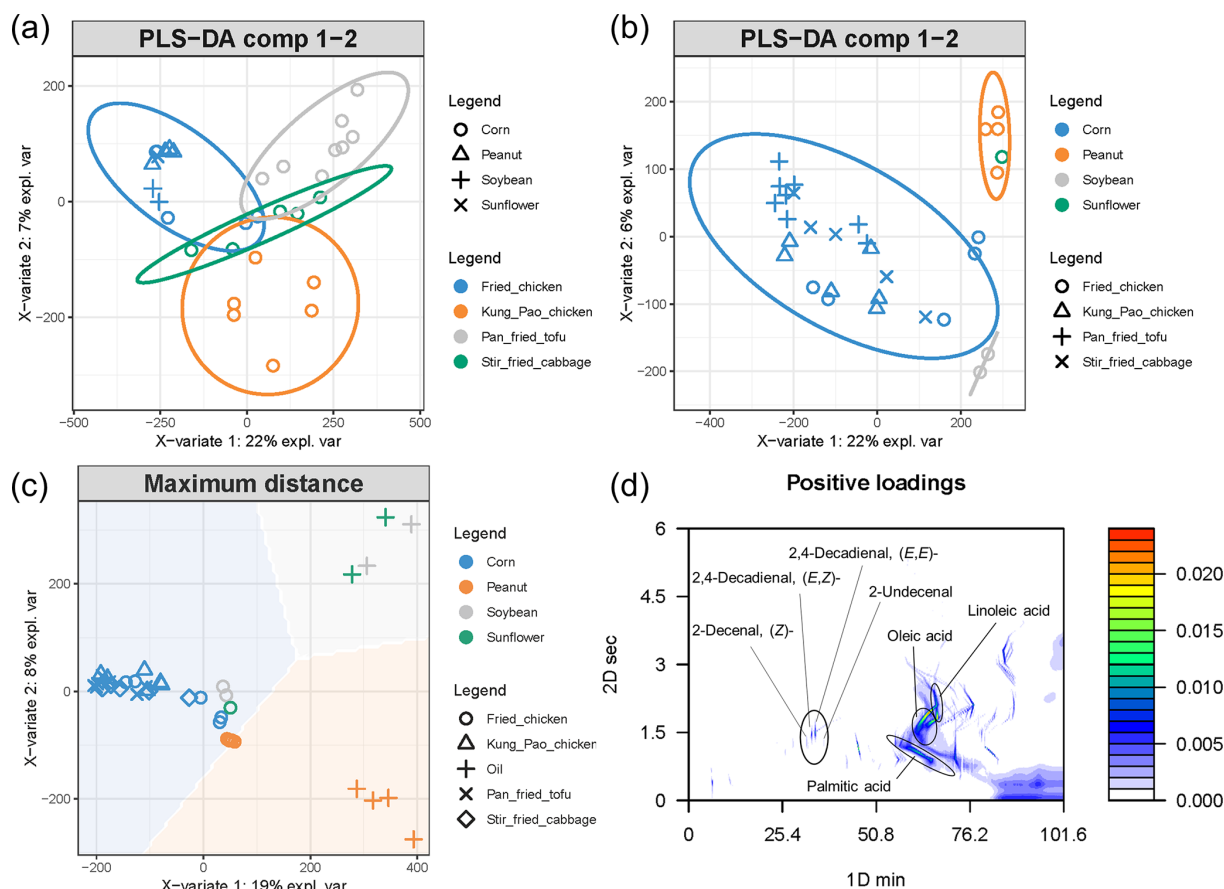 (a)
PLS−DA comp 1−2
200
0
−200
−500
−250
0
250
500
X−variate 1: 22% expl. var
X−variate 2: 7% expl. var
Legend
Corn
Peanut
Soybean
Sunflower
Legend
Fried_chicken
Kung_Pao_chicken
Pan_fried_tofu
Stir_fried_cabbage
(b)
PLS−DA comp 1−2
200
100
0
−100
−200
−400
−200
0
200
X−variate 1: 22% expl. var
X−variate 2: 6% expl. var
Legend
Corn
Peanut
Soybean
Sunflower
Legend
Fried_chicken
Kung_Pao_chicken
Pan_fried_tofu
Stir_fried_cabbage
(c)
Maximum distance
200
0
−200
−200
0
200
400
X−variate 1: 19% expl. var
X−variate 2: 8% expl. var
Legend
Corn
Peanut
Soybean
Sunflower
Legend
Fried_chicken
Kung_Pao_chicken
Oil
Pan_fried_tofu
Stir_fried_cabbage
(d)
Positive loadings
6
4.5
3
1.5
0
2D sec
2,4-Decadienal, (E,E)-
2,4-Decadienal, (E,Z)-
2-Undecenal
2-Decenal, (Z)-
Linoleic acid
Oleic acid
Palmitic acid
0
25.4
50.8
76.2
101.6
1D min
0.020
0.015
0.010
0.005
0.000